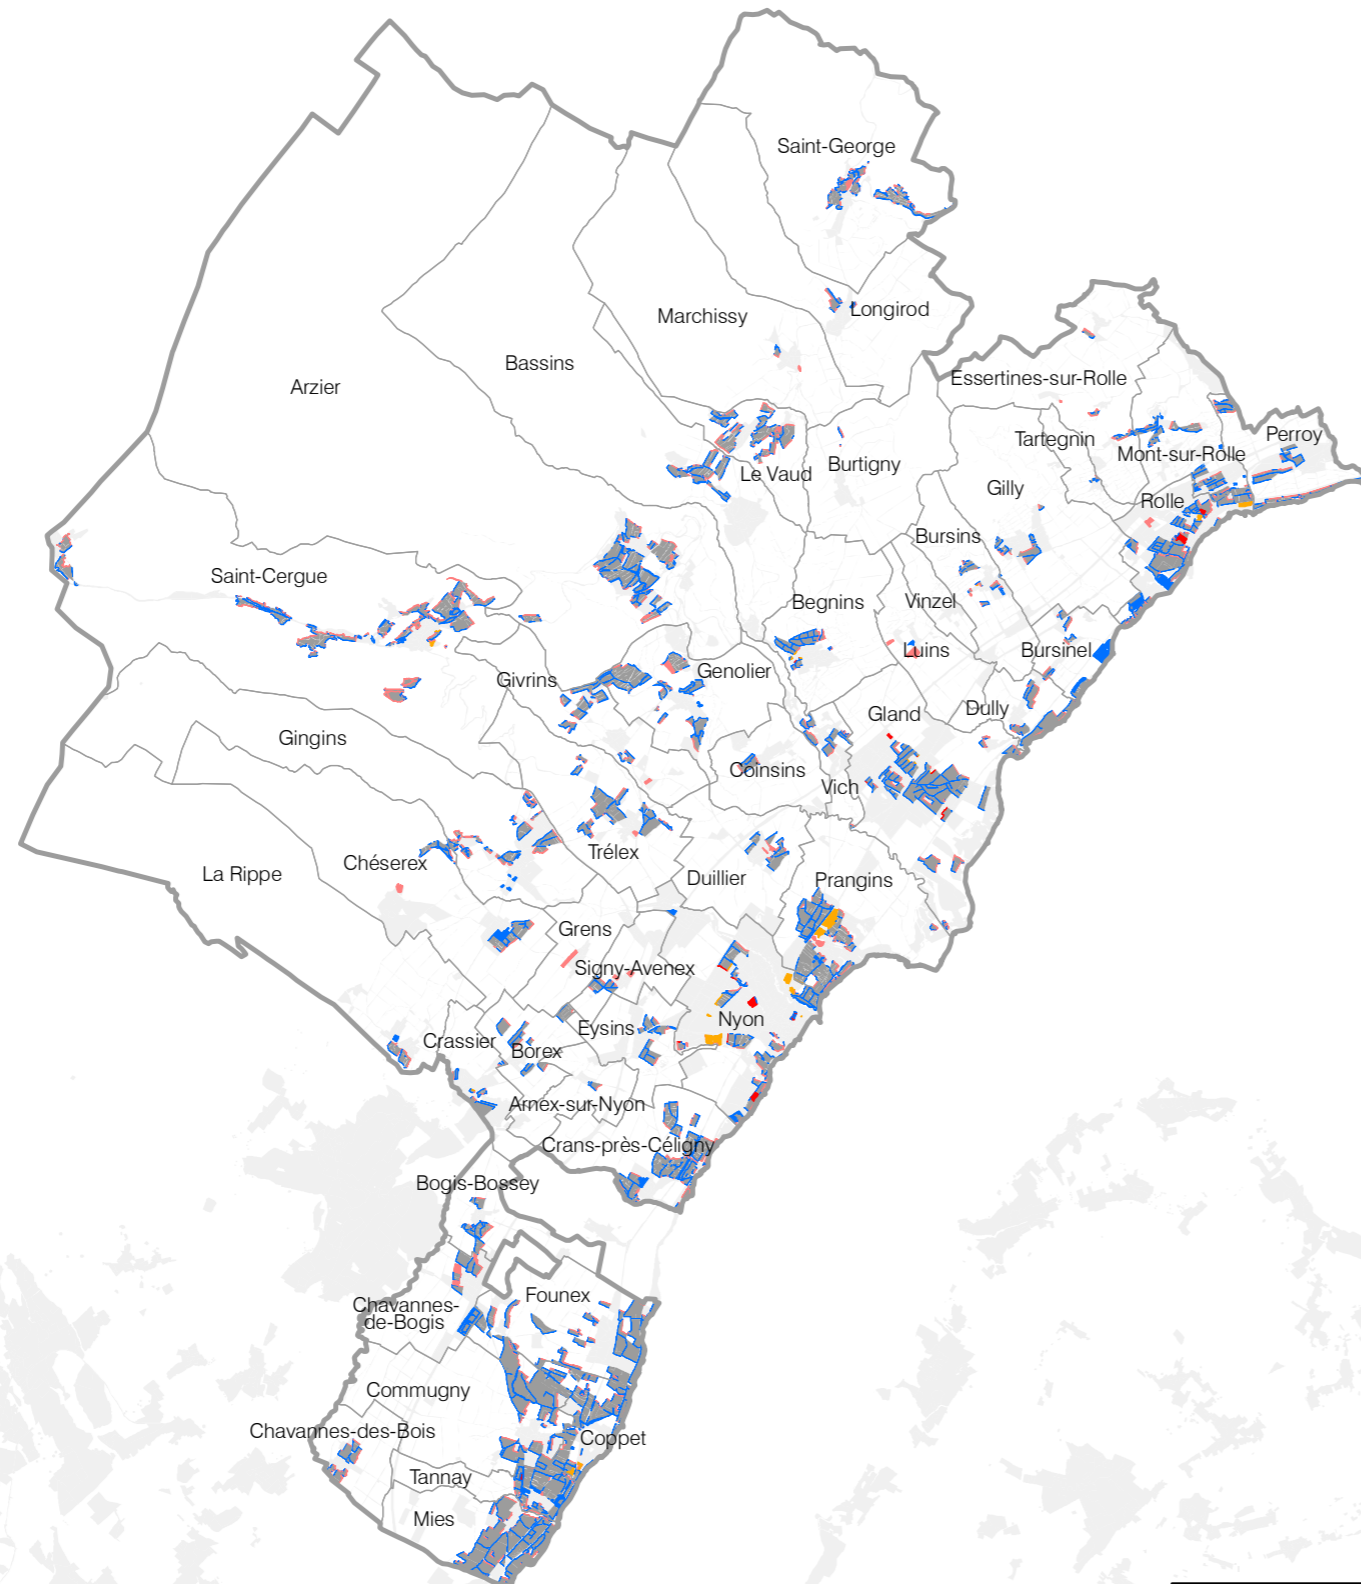 Saint-George
Longirod
Marchissy
Bassins
Arzier
Essertines-sur-Rolle
Tartegnin
Perroy
Mont-sur-Rolle
Le Vaud
Burtigny
Gilly
Rolle
Bursins
Saint-Cergue
Begnins
Vinzel
Luins
Bursinel
Genolier
Givrins
Dully
Gland
Gingins
Coinsins
Vich
Trélex
Chéserex
La Rippe
Duillier
Prangins
Grens
Signy-Avenex
Nyon
Eysins
Crassier
Borex
Arnex-sur-Nyon
Crans-près-Céligny
Bogis-Bossey
Founex
Chavannes-
de-Bogis
Commugny
Chavannes-des-Bois
Coppet
Tannay
Mies